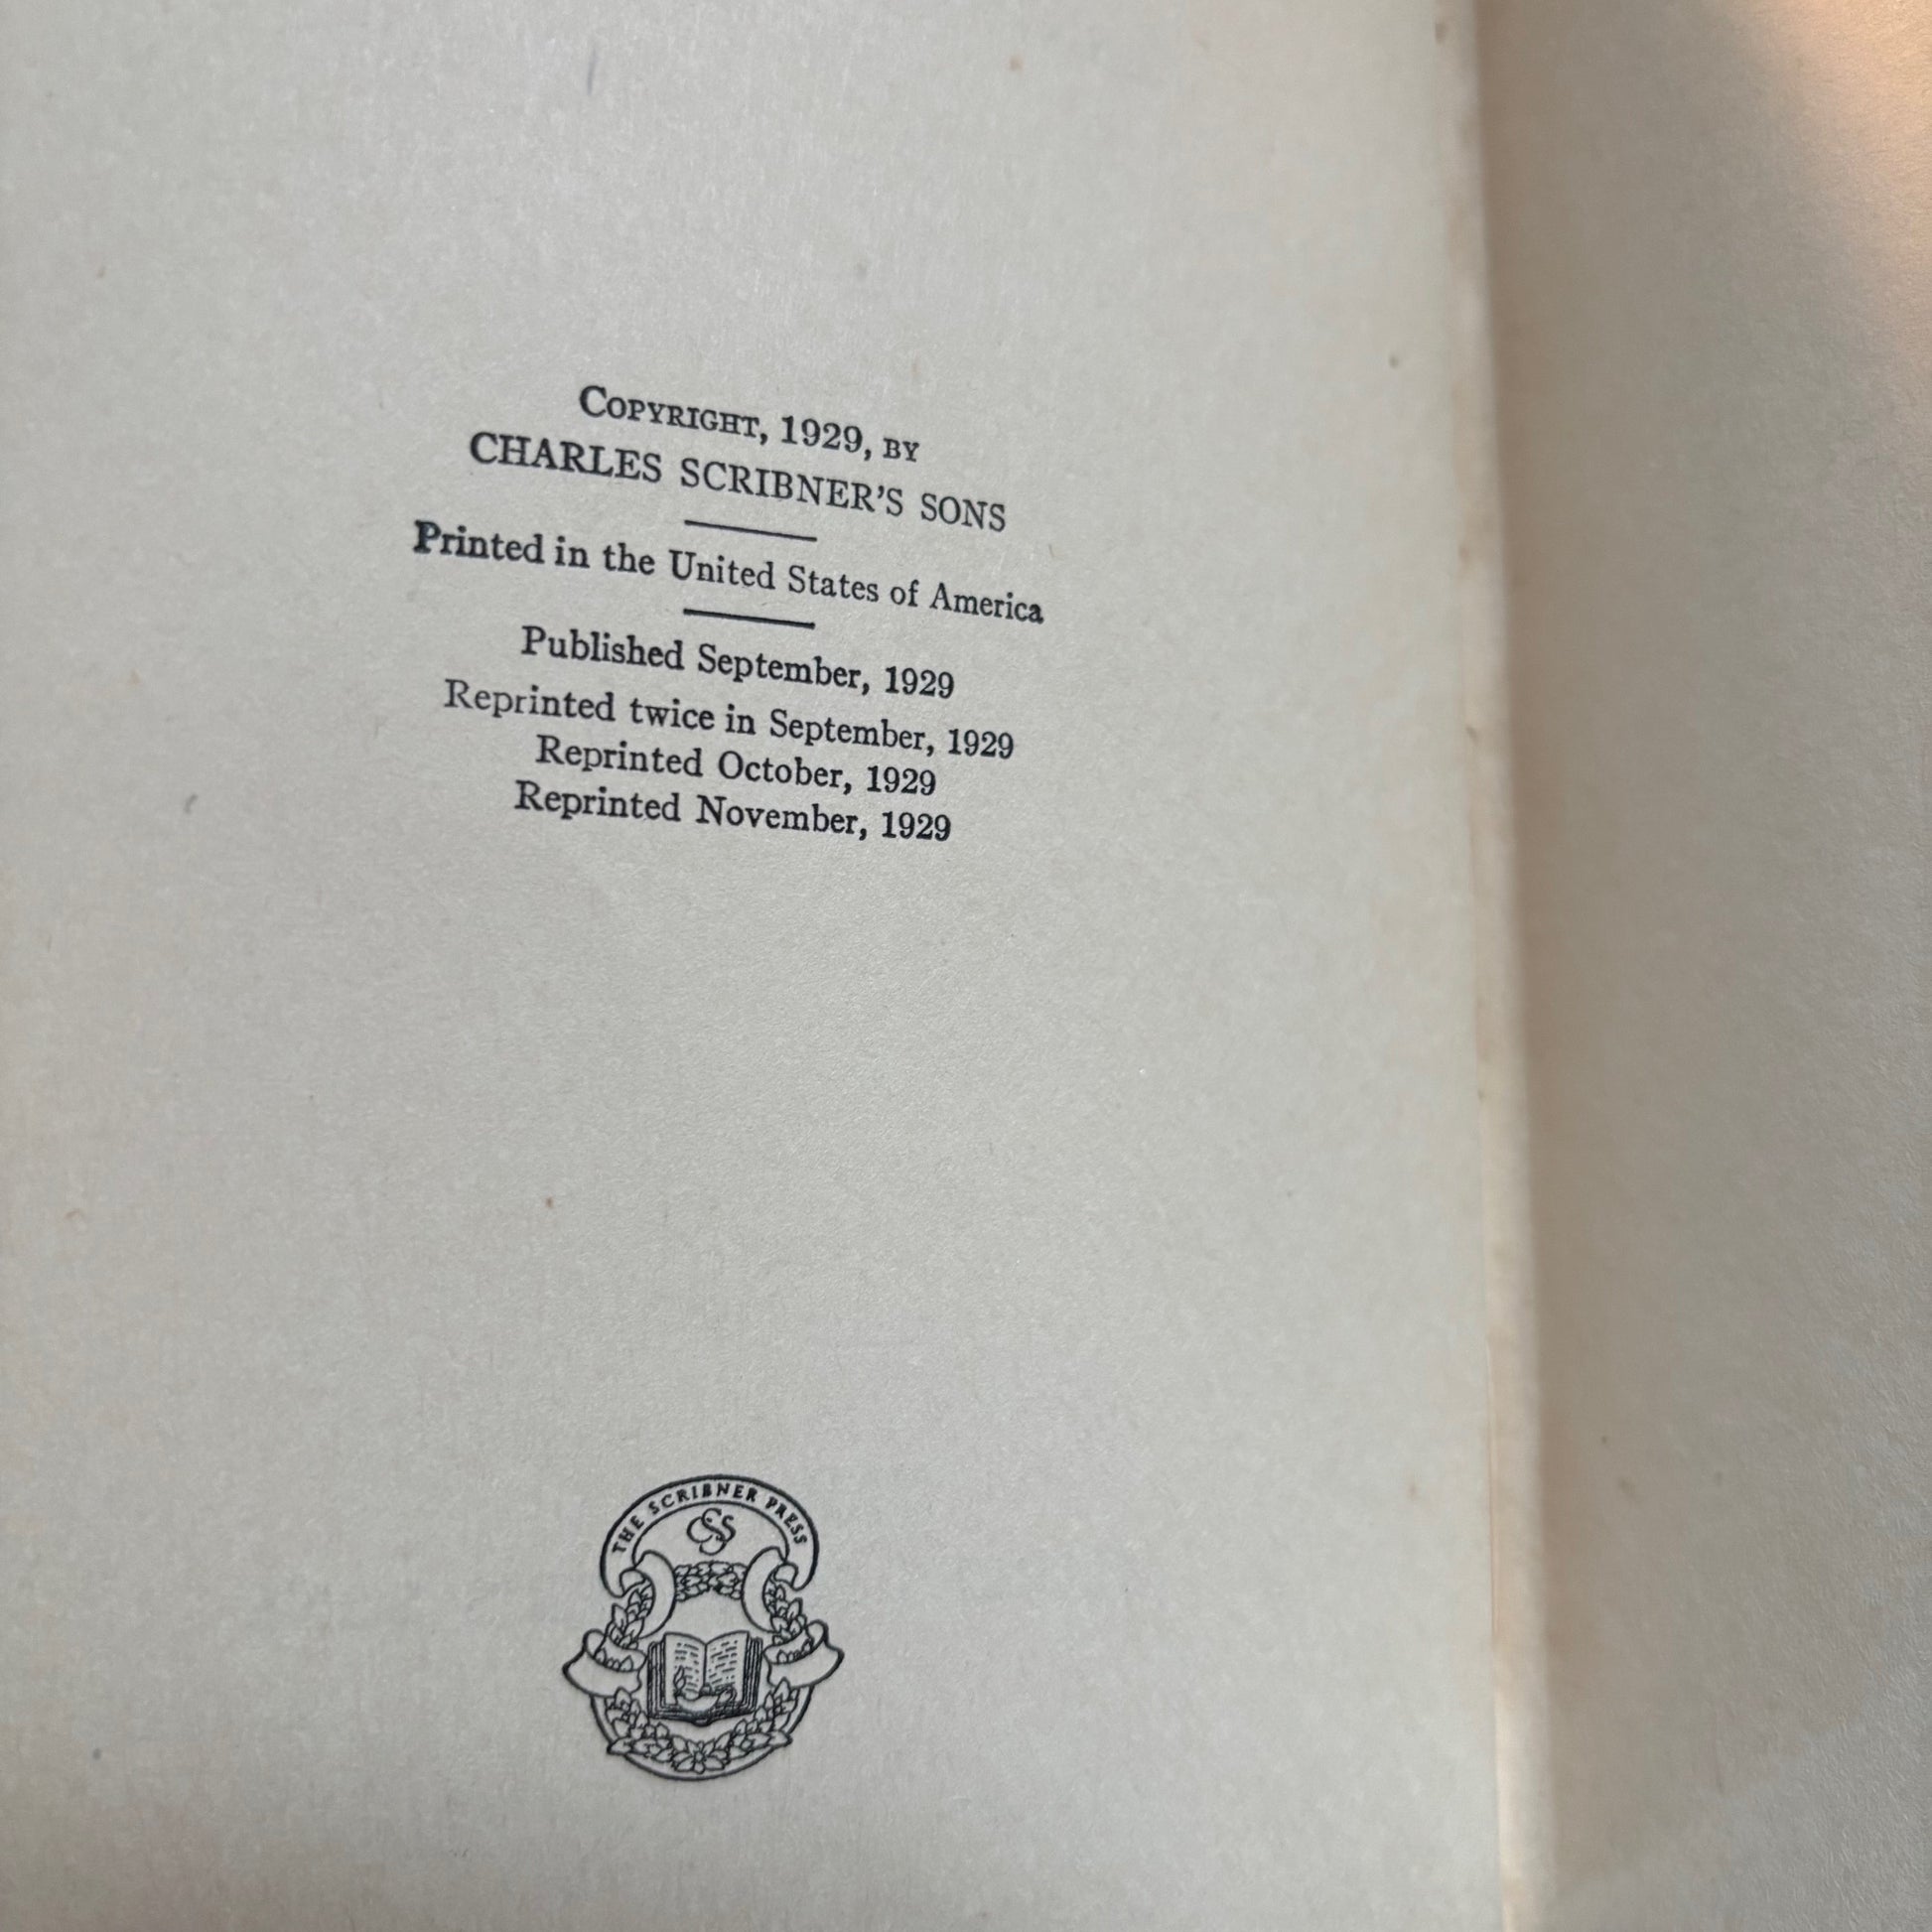 COPYRIGHT, 1929, BY
CHARLES SCRIBNER'S SONS
Printed in the United States of America
Published September, 1929
Reprinted twice in September, 1929
Reprinted October, 1929
Reprinted November, 1929
THE SCRIBNER PRESS
CSS